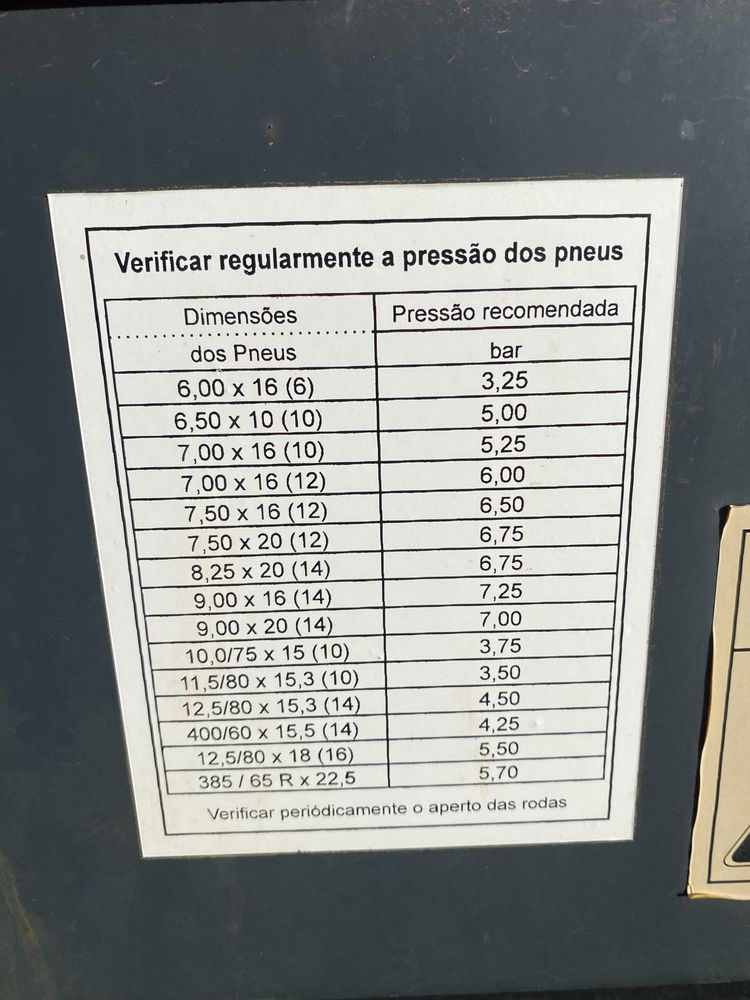 Verificar regularmente a pressão dos pneus
Dimensões Pressão recomendada
dos Pneus bar
6,00 x 16 (6) 3,25
6,50 x 10 (10) 5,00
7,00 x 16 (10) 5,25
7,00 x 16 (12) 6,00
7,50 x 16 (12) 6,50
7,50 x 20 (12) 6,75
8,25 x 20 (14) 6,75
9,00 x 16 (14) 7,25
9,00 x 20 (14) 7,00
10,0/75 x 15 (10) 3,75
11,5/80 x 15,3 (10) 3,50
12,5/80 x 15,3 (14) 4,50
400/60 x 15,5 (14) 4,25
12,5/80 x 18 (16) 5,50
385 / 65 R x 22,5 5,70
Verificar periódicamente o aperto das rodas